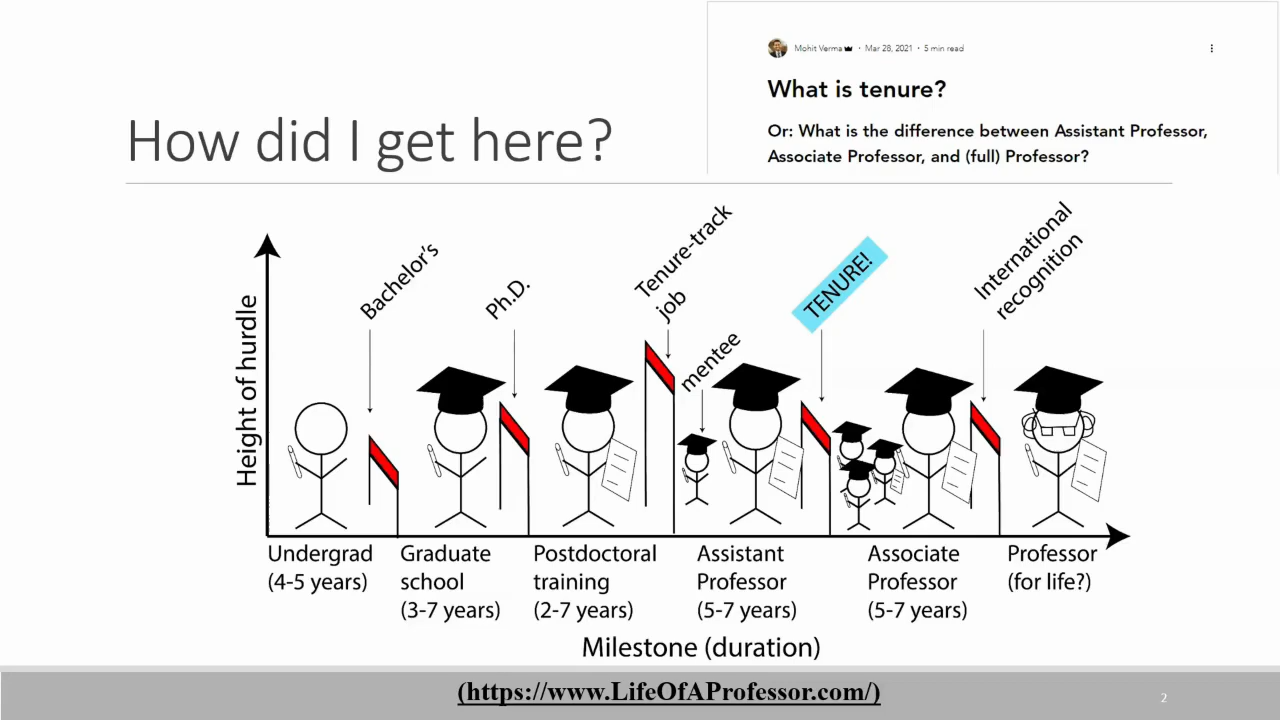 Mohit Verma · Mar 28, 2021 · 5 min read
What is tenure?
Or: What is the difference between Assistant Professor,
Associate Professor, and (full) Professor?
How did I get here?
Height of hurdle
Bachelor's
Ph.D.
Tenure-track
job
mentee
TENURE!
International
recognition
Undergrad
(4-5 years)
Graduate
school
(3-7 years)
Postdoctoral
training
(2-7 years)
Assistant
Professor
(5-7 years)
Associate
Professor
(5-7 years)
Professor
(for life?)
Milestone (duration)
(https://www.LifeOfAProfessor.com/)
2